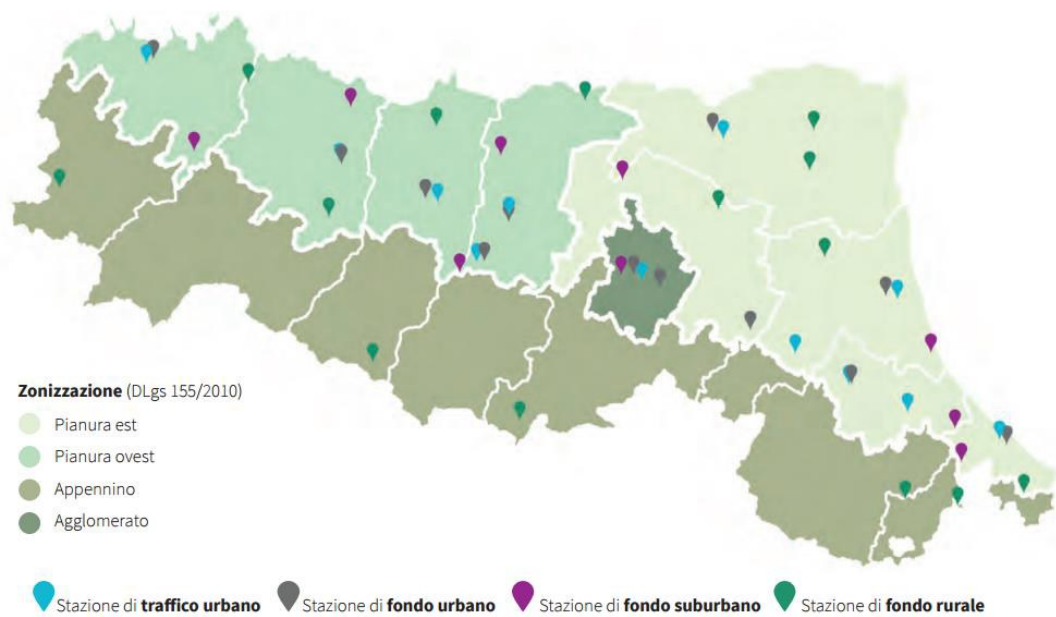 Zonizzazione (DLgs 155/2010)
Pianura est
Pianura ovest
Appennino
Agglomerato
Stazione di traffico urbano Stazione di fondo urbano Stazione di fondo suburbano Stazione di fondo rurale